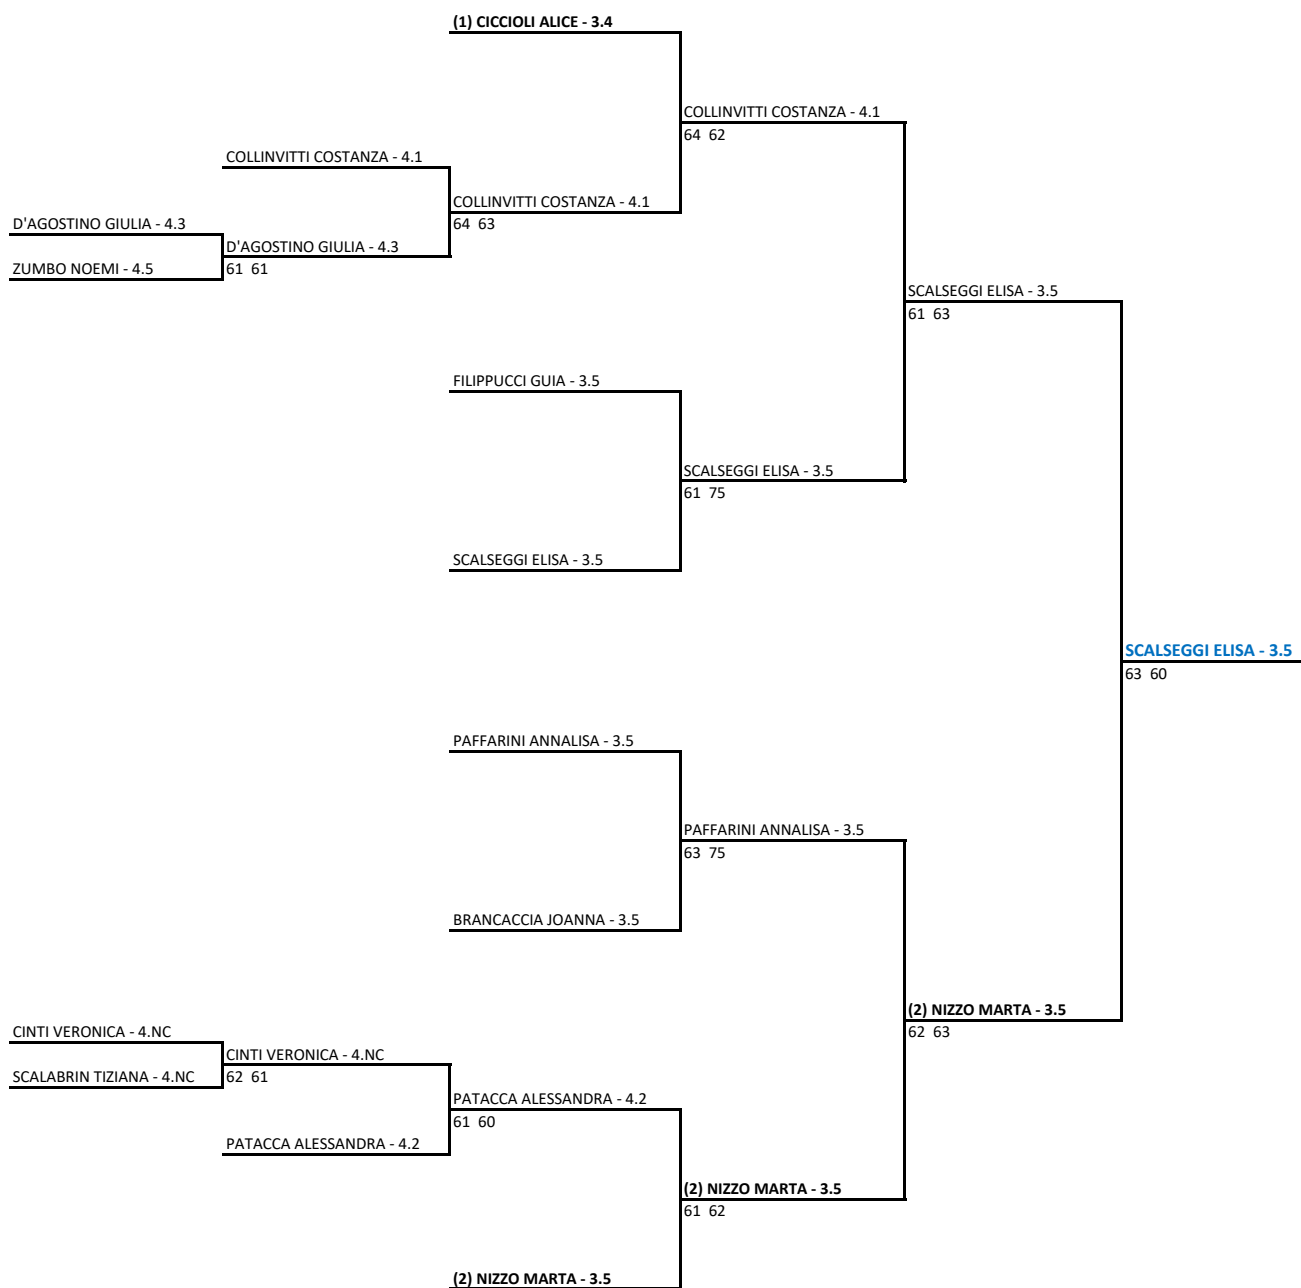 (1) CICCIOLI ALICE - 3.4
COLLINVITTI COSTANZA - 4.1
64 62
COLLINVITTI COSTANZA - 4.1
COLLINVITTI COSTANZA - 4.1
64 63
D'AGOSTINO GIULIA - 4.3
D'AGOSTINO GIULIA - 4.3
ZUMBO NOEMI - 4.5
61 61
SCALSEGGI ELISA - 3.5
61 63
FILIPPUCCI GUIA - 3.5
SCALSEGGI ELISA - 3.5
61 75
SCALSEGGI ELISA - 3.5
SCALSEGGI ELISA - 3.5
63 60
PAFFARINI ANNALISA - 3.5
PAFFARINI ANNALISA - 3.5
63 75
BRANCACCIA JOANNA - 3.5
(2) NIZZO MARTA - 3.5
62 63
CINTI VERONICA - 4.NC
CINTI VERONICA - 4.NC
SCALABRIN TIZIANA - 4.NC
62 61
PATACCA ALESSANDRA - 4.2
61 60
PATACCA ALESSANDRA - 4.2
(2) NIZZO MARTA - 3.5
61 62
(2) NIZZO MARTA - 3.5